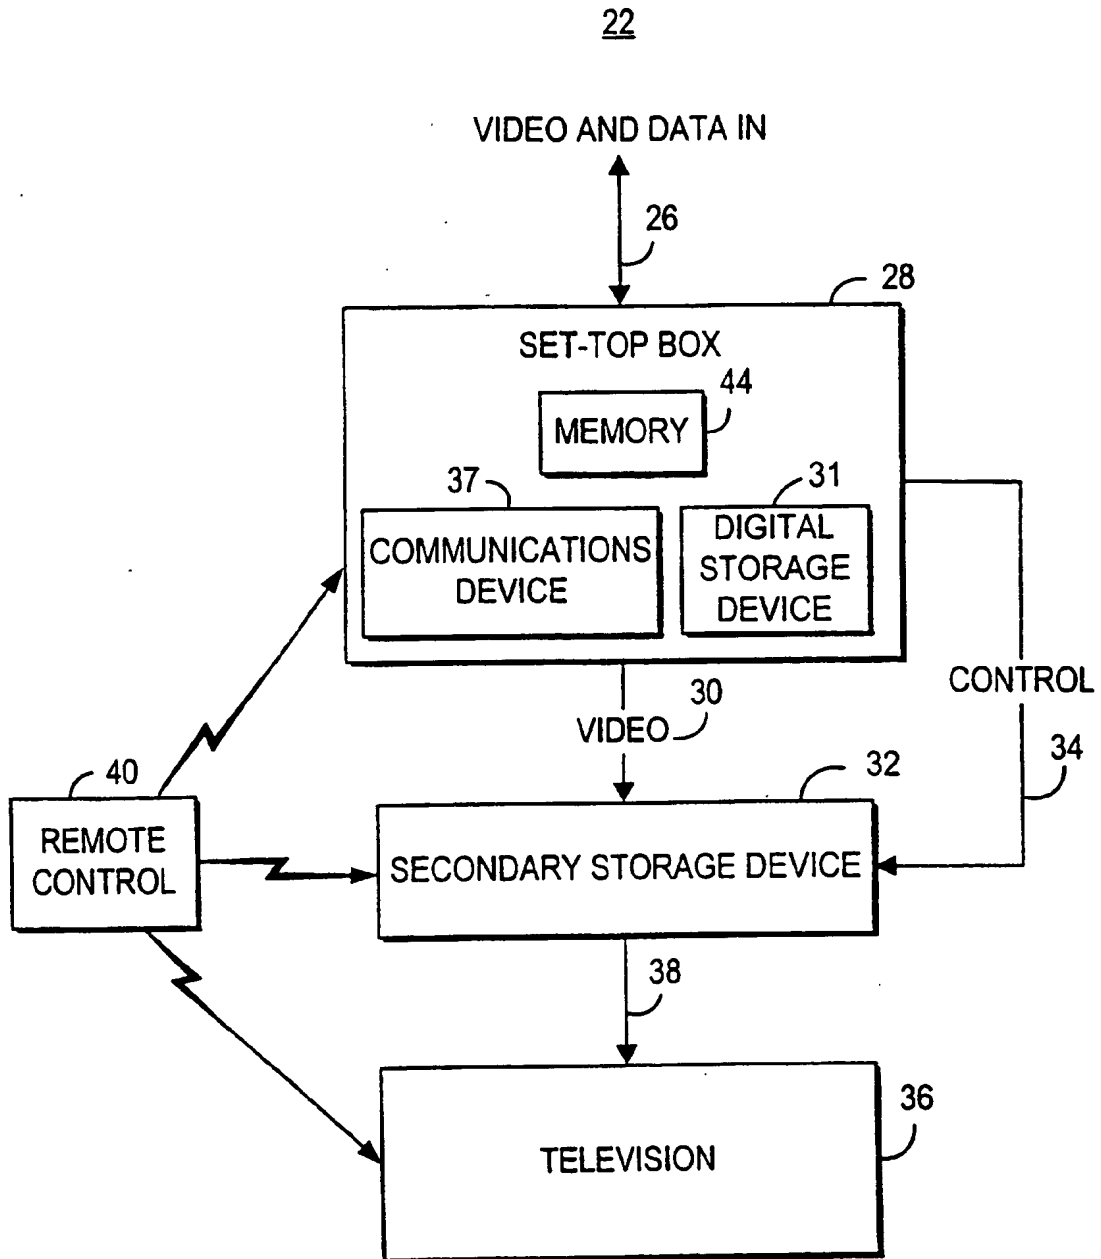 22
VIDEO AND DATA IN
26
28
SET-TOP BOX
44
MEMORY
37
31
COMMUNICATIONS
DEVICE
DIGITAL
STORAGE
DEVICE
CONTROL
VIDEO
30
34
40
32
REMOTE
CONTROL
SECONDARY STORAGE DEVICE
38
36
TELEVISION